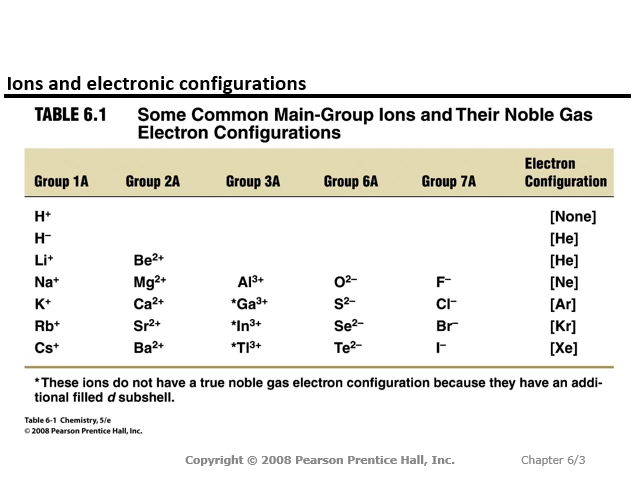 Ions and electronic configurations
TABLE 6.1 Some Common Main-Group Ions and Their Noble Gas
Electron Configurations
Electron
Group 1A Group 2A Group 3A Group 6A Group 7A Configuration
H⁺ [None]
H⁻ [He]
Li⁺ Be²⁺ [He]
Na⁺ Mg²⁺ Al³⁺ O²⁻ F⁻ [Ne]
K⁺ Ca²⁺ *Ga³⁺ S²⁻ Cl⁻ [Ar]
Rb⁺ Sr²⁺ *In³⁺ Se²⁻ Br⁻ [Kr]
Cs⁺ Ba²⁺ *Tl³⁺ Te²⁻ I⁻ [Xe]
*These ions do not have a true noble gas electron configuration because they have an addi-
tional filled d subshell.
Table 6-1 Chemistry, 5/e
© 2008 Pearson Prentice Hall, Inc.
Copyright © 2008 Pearson Prentice Hall, Inc. Chapter 6/3